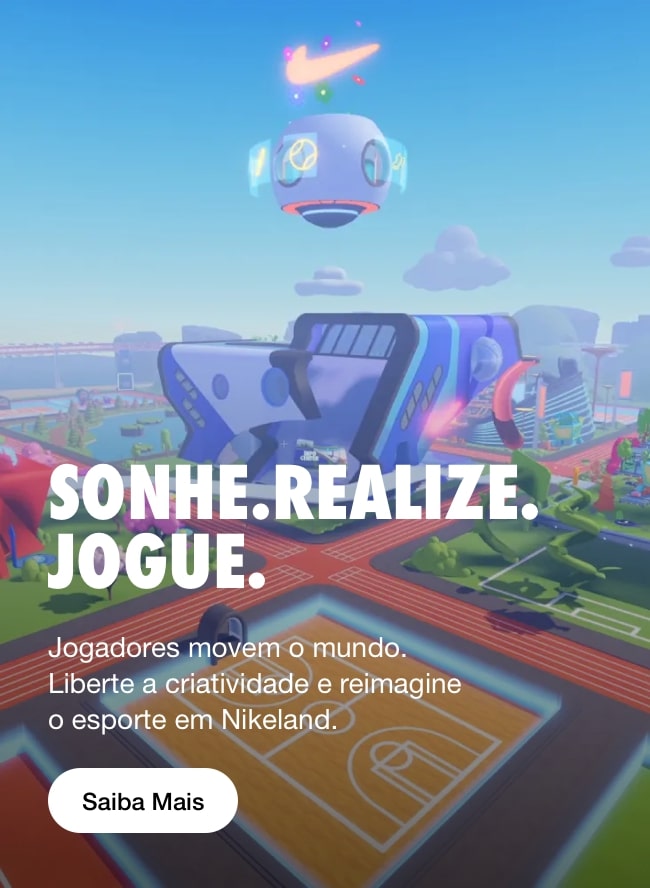 SONHE.REALIZE.
JOGUE.
Jogadores movem o mundo.
Liberte a criatividade e reimagine
o esporte em Nikeland.
Saiba Mais